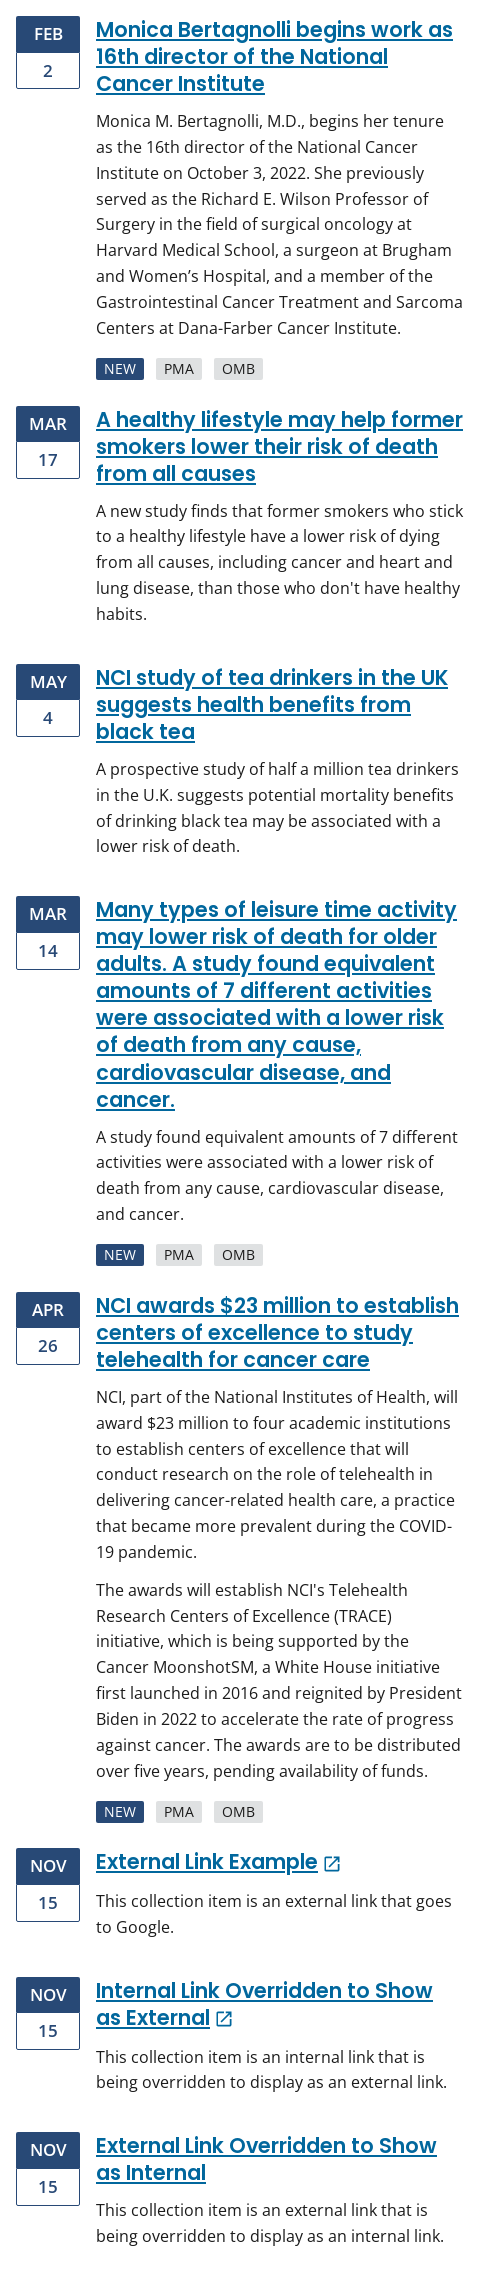 FEB
2
Monica Bertagnolli begins work as
16th director of the National
Cancer Institute
Monica M. Bertagnolli, M.D., begins her tenure
as the 16th director of the National Cancer
Institute on October 3, 2022. She previously
served as the Richard E. Wilson Professor of
Surgery in the field of surgical oncology at
Harvard Medical School, a surgeon at Brugham
and Women’s Hospital, and a member of the
Gastrointestinal Cancer Treatment and Sarcoma
Centers at Dana-Farber Cancer Institute.
NEW PMA OMB
MAR
17
A healthy lifestyle may help former
smokers lower their risk of death
from all causes
A new study finds that former smokers who stick
to a healthy lifestyle have a lower risk of dying
from all causes, including cancer and heart and
lung disease, than those who don't have healthy
habits.
MAY
4
NCI study of tea drinkers in the UK
suggests health benefits from
black tea
A prospective study of half a million tea drinkers
in the U.K. suggests potential mortality benefits
of drinking black tea may be associated with a
lower risk of death.
MAR
14
Many types of leisure time activity
may lower risk of death for older
adults. A study found equivalent
amounts of 7 different activities
were associated with a lower risk
of death from any cause,
cardiovascular disease, and
cancer.
A study found equivalent amounts of 7 different
activities were associated with a lower risk of
death from any cause, cardiovascular disease,
and cancer.
NEW PMA OMB
APR
26
NCI awards $23 million to establish
centers of excellence to study
telehealth for cancer care
NCI, part of the National Institutes of Health, will
award $23 million to four academic institutions
to establish centers of excellence that will
conduct research on the role of telehealth in
delivering cancer-related health care, a practice
that became more prevalent during the COVID-
19 pandemic.
The awards will establish NCI's Telehealth
Research Centers of Excellence (TRACE)
initiative, which is being supported by the
Cancer MoonshotSM, a White House initiative
first launched in 2016 and reignited by President
Biden in 2022 to accelerate the rate of progress
against cancer. The awards are to be distributed
over five years, pending availability of funds.
NEW PMA OMB
NOV
15
External Link Example
This collection item is an external link that goes
to Google.
NOV
15
Internal Link Overridden to Show
as External
This collection item is an internal link that is
being overridden to display as an external link.
NOV
15
External Link Overridden to Show
as Internal
This collection item is an external link that is
being overridden to display as an internal link.